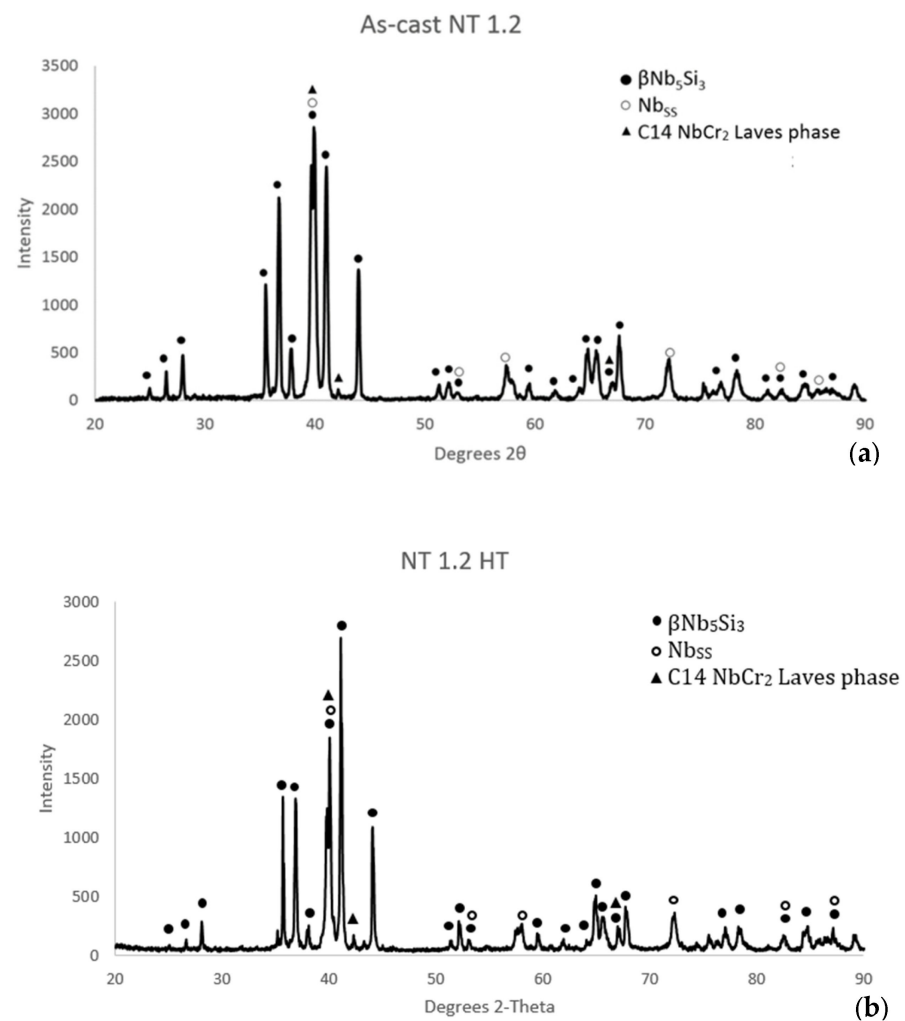 As-cast NT 1.2
3500
3000
2500
2000
1500
1000
500
0
Intensity
βNb₅Si₃
Nbss
C14 NbCr₂ Laves phase
20 30 40 50 60 70 80 90
Degrees 2θ
(a)
NT 1.2 HT
3000
2500
2000
1500
1000
500
0
Intensity
βNb₅Si₃
Nbss
C14 NbCr₂ Laves phase
20 30 40 50 60 70 80 90
Degrees 2-Theta
(b)